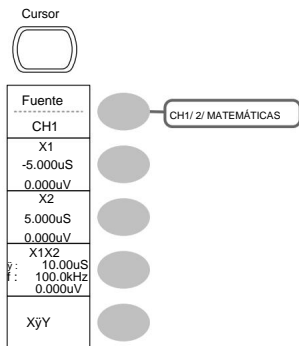 Cursor
Fuente
CH1
CH1/ 2/ MATEMÁTICAS
X1
-5.000uS
0.000uV
X2
5.000uS
0.000uV
X1X2
ÿ: 10.00uS
f: 100.0kHz
0.000uV
XÿY